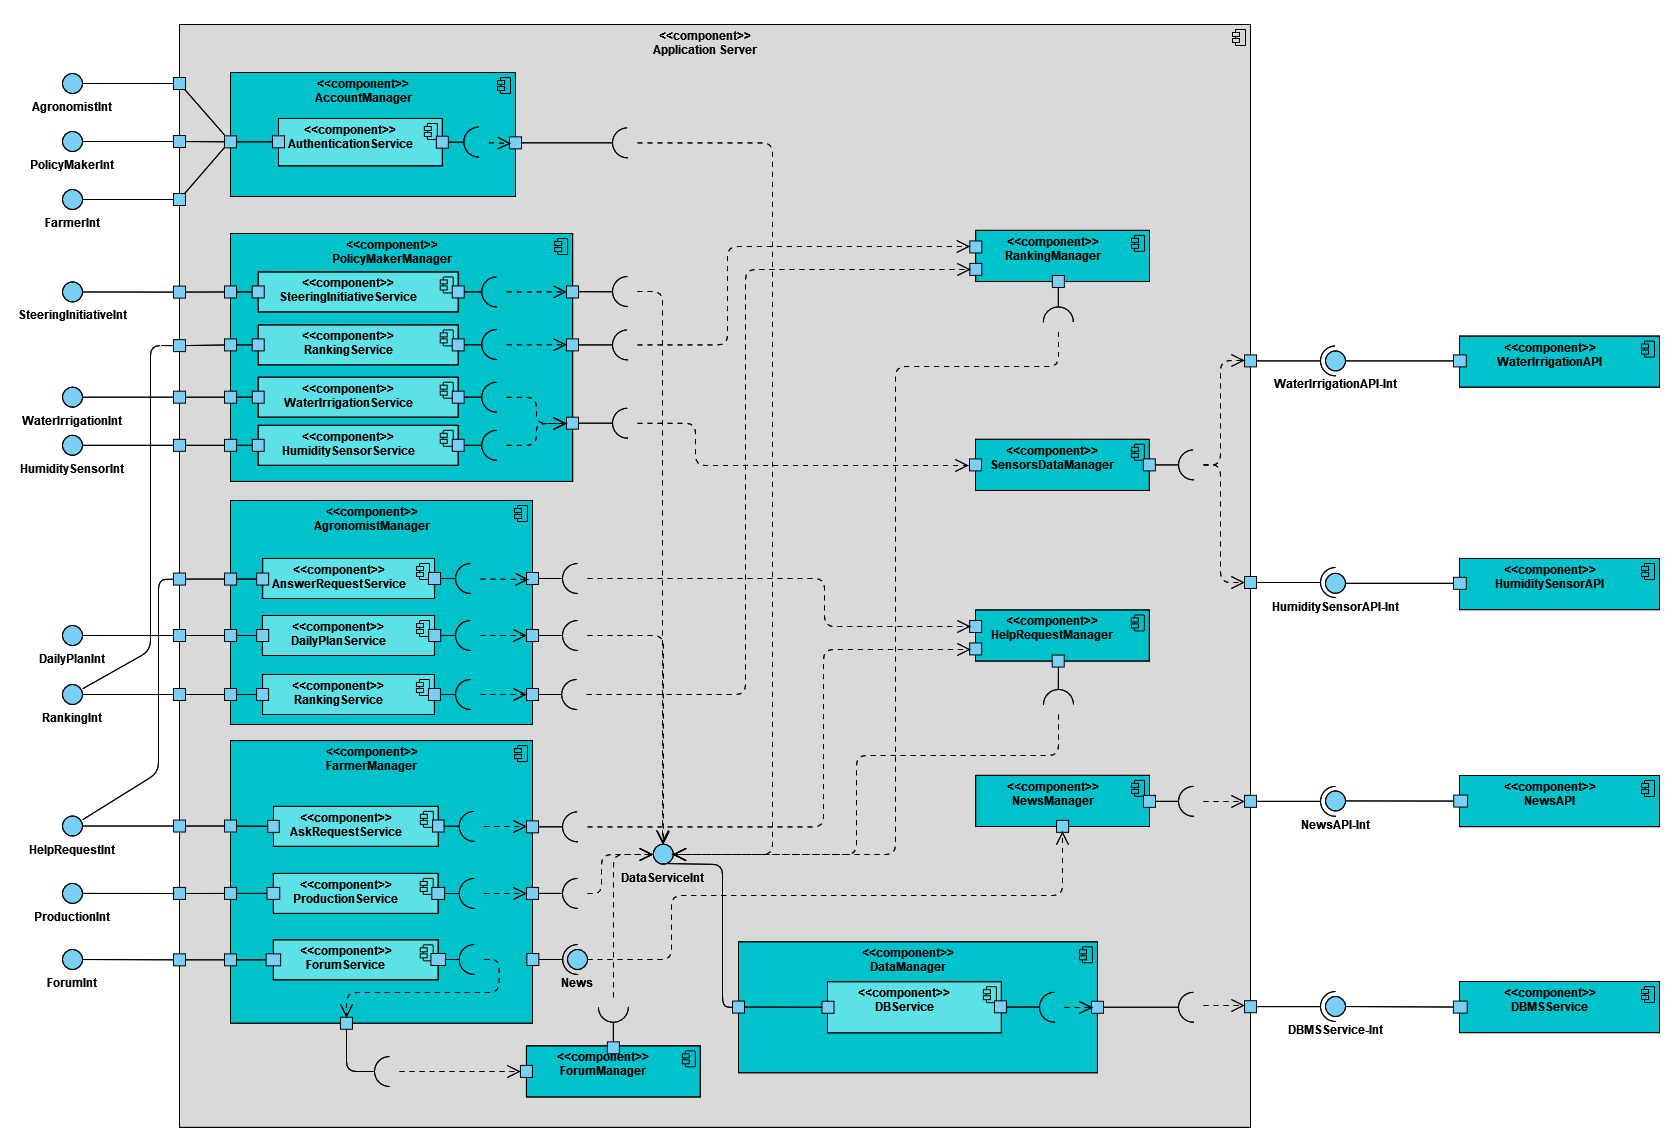 <<component>>
Application Server
AgronomistInt
PolicyMakerInt
FarmerInt
<<component>>
AccountManager
<<component>>
AuthenticationService
SteeringInitiativeInt
WaterIrrigationInt
HumiditySensorInt
<<component>>
PolicyMakerManager
<<component>>
SteeringInitiativeService
<<component>>
RankingService
<<component>>
WaterIrrigationService
<<component>>
HumiditySensorService
<<component>>
RankingManager
<<component>>
SensorsDataManager
WaterIrrigationAPI-Int
<<component>>
WaterIrrigationAPI
HumiditySensorAPI-Int
<<component>>
HumiditySensorAPI
DailyPlanInt
RankingInt
<<component>>
AgronomistManager
<<component>>
AnswerRequestService
<<component>>
DailyPlanService
<<component>>
RankingService
<<component>>
HelpRequestManager
HelpRequestInt
ProductionInt
ForumInt
<<component>>
FarmerManager
<<component>>
AskRequestService
<<component>>
ProductionService
<<component>>
ForumService
News
DataServiceInt
<<component>>
NewsManager
NewsAPI-Int
<<component>>
NewsAPI
<<component>>
DataManager
<<component>>
DBService
DBMSService-Int
<<component>>
DBMSService
<<component>>
ForumManager